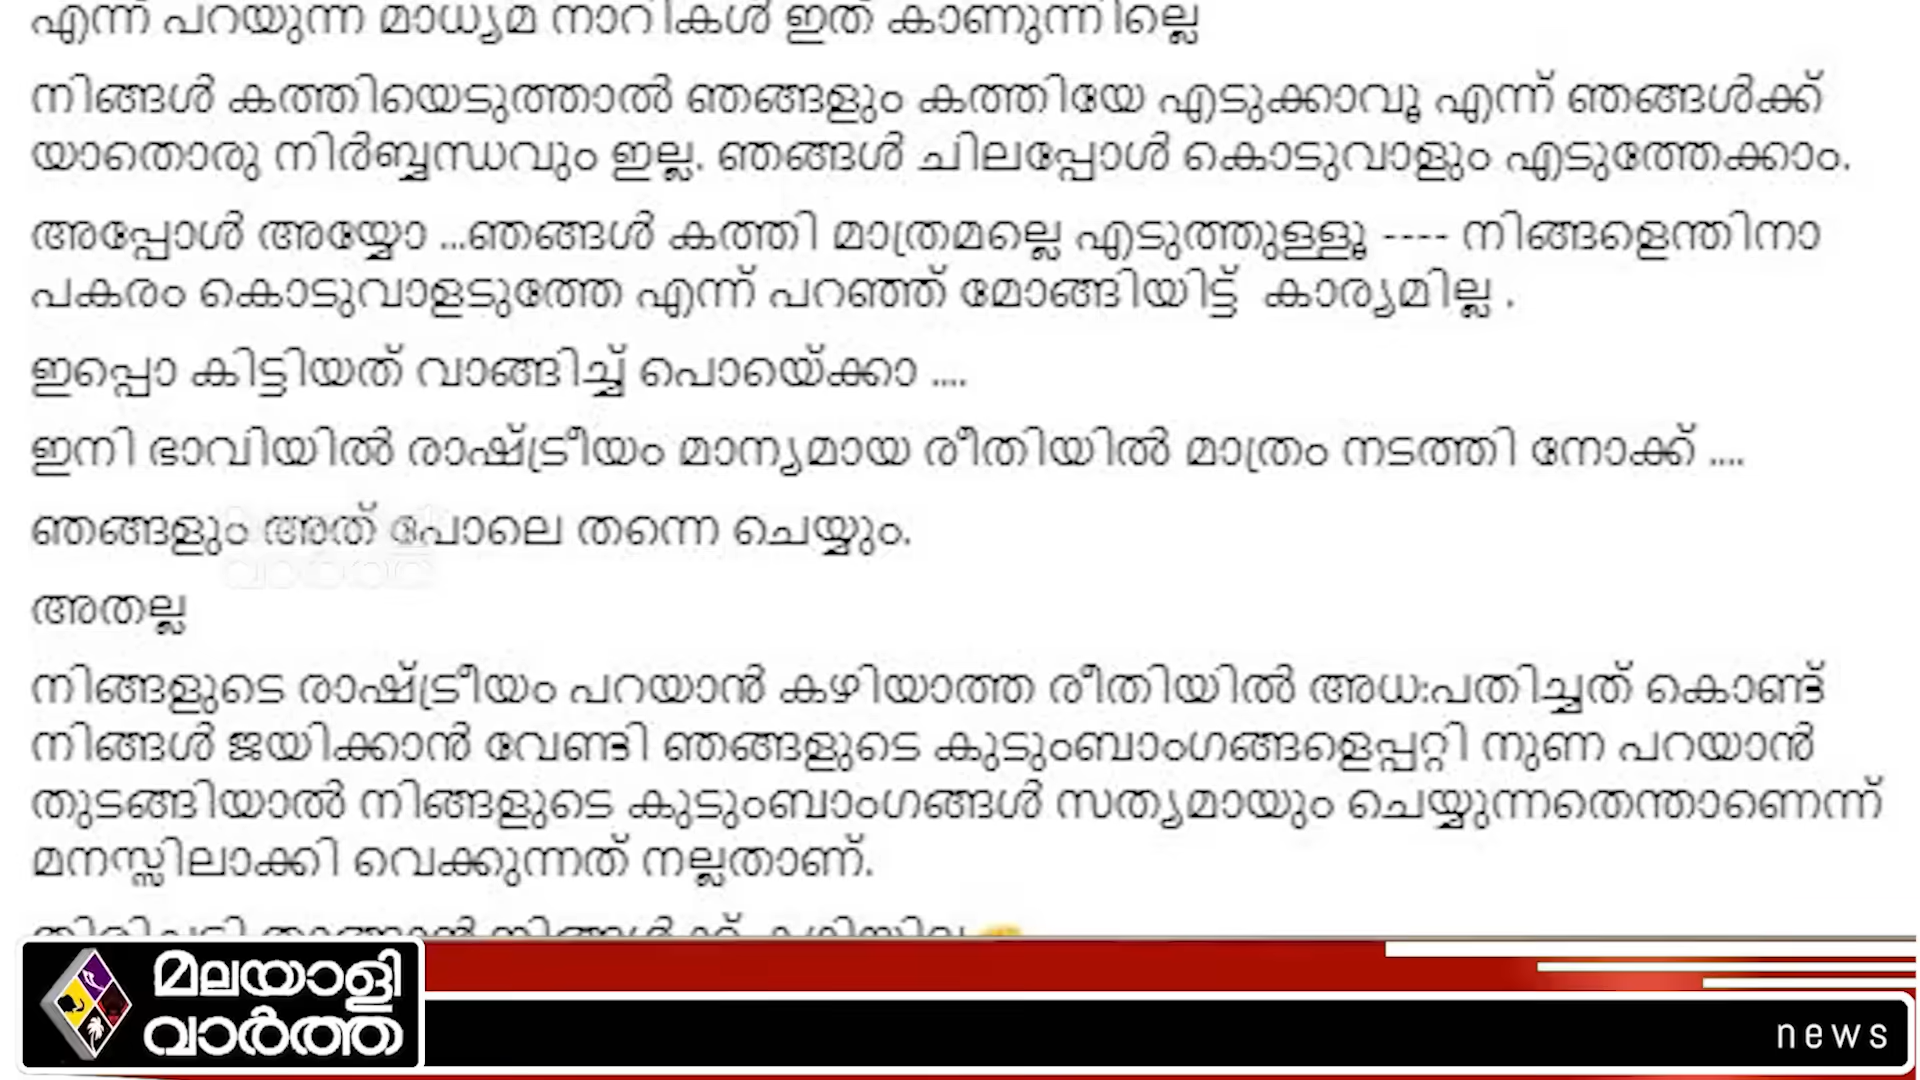 എന്ന് പറയുന്ന മാധ്യമ നാറികൾ ഇത് കാണുന്നില്ലെ
നിങ്ങൾ കത്തിയെടുത്താൽ ഞങ്ങളും കത്തിയേ എടുക്കാവൂ എന്ന് ഞങ്ങൾക്ക്
യാതൊരു നിർബ്ബന്ധവും ഇല്ല. ഞങ്ങൾ ചിലപ്പോൾ കൊടുവാളും എടുത്തേക്കാം.
അപ്പോൾ അയ്യോ ...ഞങ്ങൾ കത്തി മാത്രമല്ലെ എടുത്തുള്ളൂ ---- നിങ്ങളെന്തിനാ
പകരം കൊടുവാളടുത്തേ എന്ന് പറഞ്ഞ് മോങ്ങിയിട്ട് കാര്യമില്ല .
ഇപ്പൊ കിട്ടിയത് വാങ്ങിച്ച് പൊയ്ക്കോ ....
ഇനി ഭാവിയിൽ രാഷ്ട്രീയം മാന്യമായ രീതിയിൽ മാത്രം നടത്തി നോക്ക് ....
ഞങ്ങളും അത് പോലെ തന്നെ ചെയ്യും.
അതല്ല
നിങ്ങളുടെ രാഷ്ട്രീയം പറയാൻ കഴിയാത്ത രീതിയിൽ അധ:പതിച്ചത് കൊണ്ട്
നിങ്ങൾ ജയിക്കാൻ വേണ്ടി ഞങ്ങളുടെ കുടുംബാംഗങ്ങളെപ്പറ്റി നുണ പറയാൻ
തുടങ്ങിയാൽ നിങ്ങളുടെ കുടുംബാംഗങ്ങൾ സത്യമായും ചെയ്യുന്നതെന്താണെന്ന്
മനസ്സിലാക്കി വെക്കുന്നത് നല്ലതാണ്.
മലയാളി
വാർത്ത
news